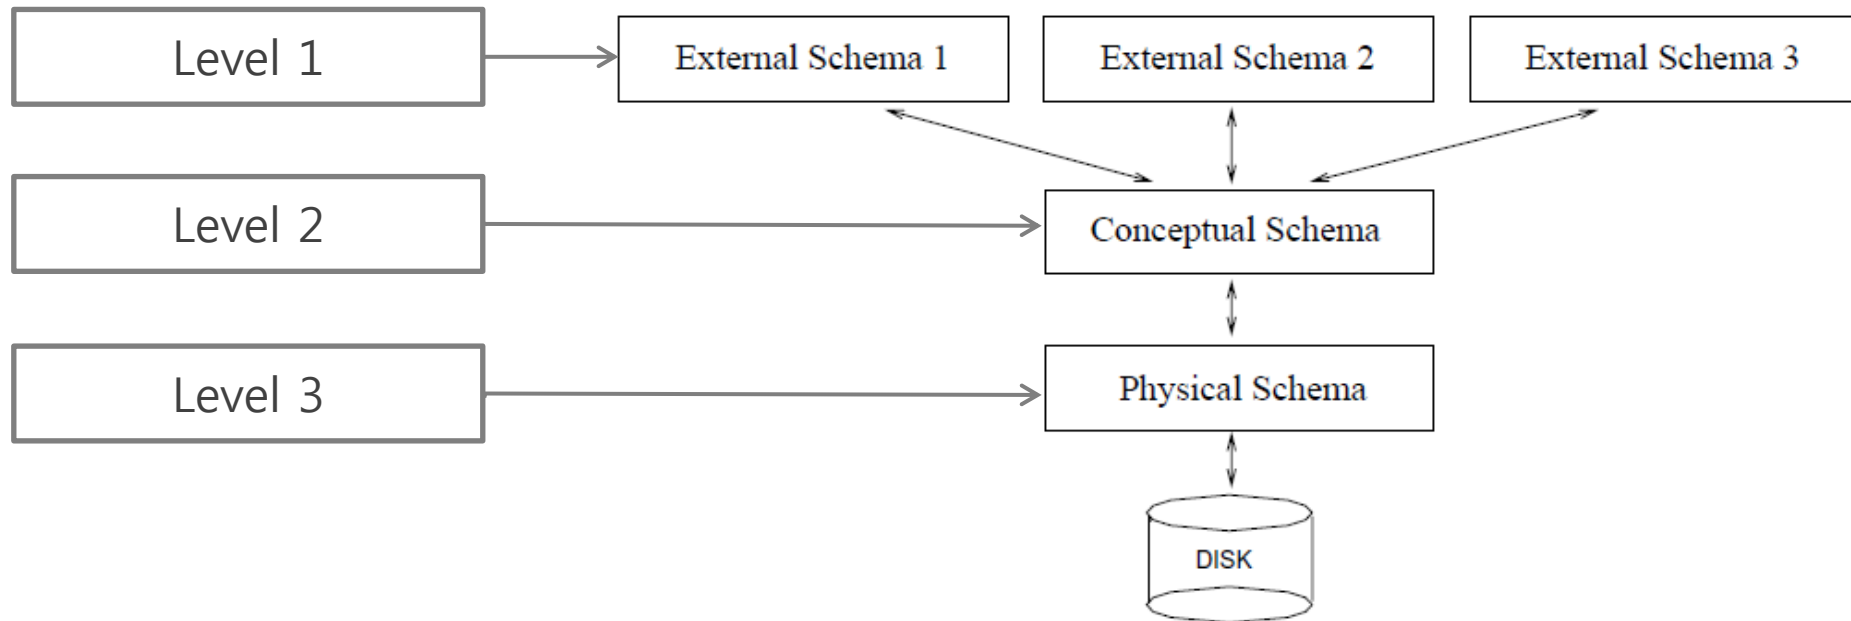 Level 1
External Schema 1
External Schema 2
External Schema 3
Level 2
Conceptual Schema
Level 3
Physical Schema
DISK